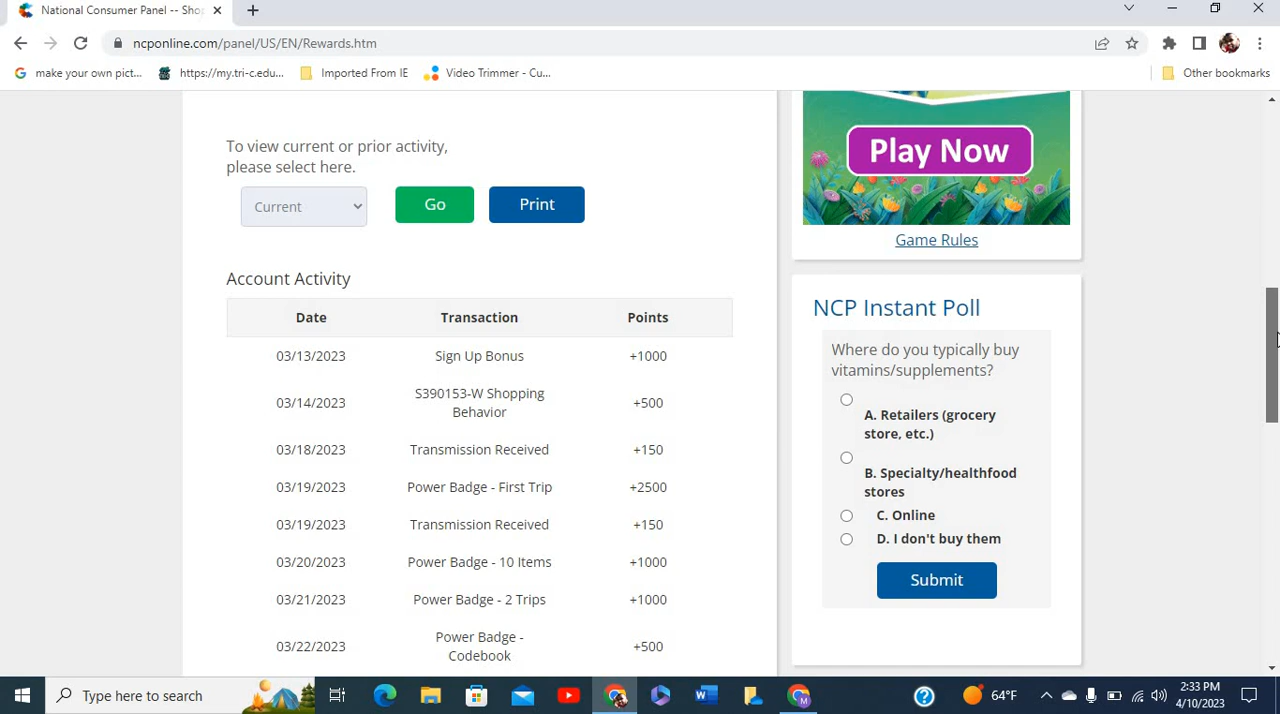 National Consumer Panel -- Shop
ncponline.com/panel/US/EN/Rewards.htm
make your own pict...
https://my.tri-c.edu...
Imported From IE
Video Trimmer - Cu...
Other bookmarks
To view current or prior activity,
please select here.
Current
Go
Print
Account Activity
Date Transaction Points
03/13/2023 Sign Up Bonus +1000
03/14/2023 S390153-W Shopping Behavior +500
03/18/2023 Transmission Received +150
03/19/2023 Power Badge - First Trip +2500
03/19/2023 Transmission Received +150
03/20/2023 Power Badge - 10 Items +1000
03/21/2023 Power Badge - 2 Trips +1000
03/22/2023 Power Badge - Codebook +500
Play Now
Game Rules
NCP Instant Poll
Where do you typically buy
vitamins/supplements?
A. Retailers (grocery
store, etc.)
B. Specialty/healthfood
stores
C. Online
D. I don't buy them
Submit
Type here to search
64°F
2:33 PM
4/10/2023